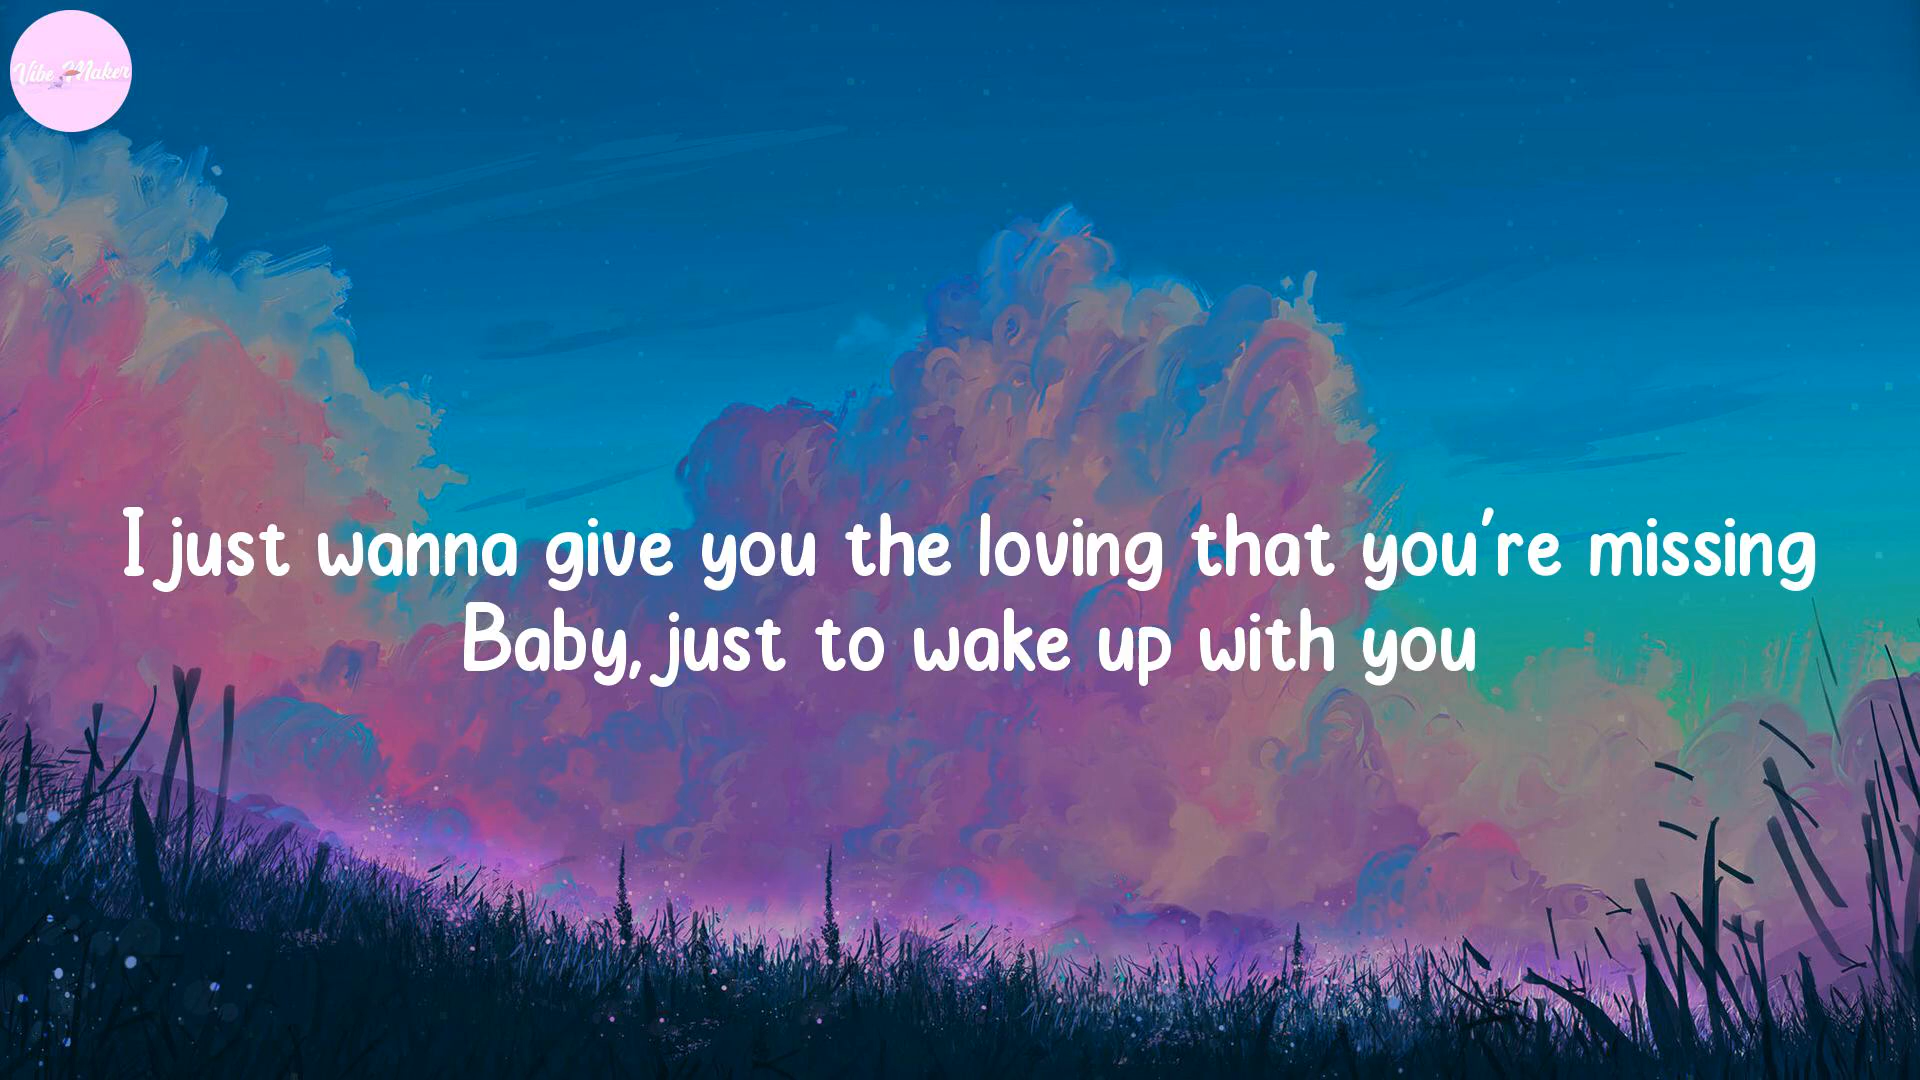 Vibe Maker
I just wanna give you the loving that you're missing
Baby, just to wake up with you